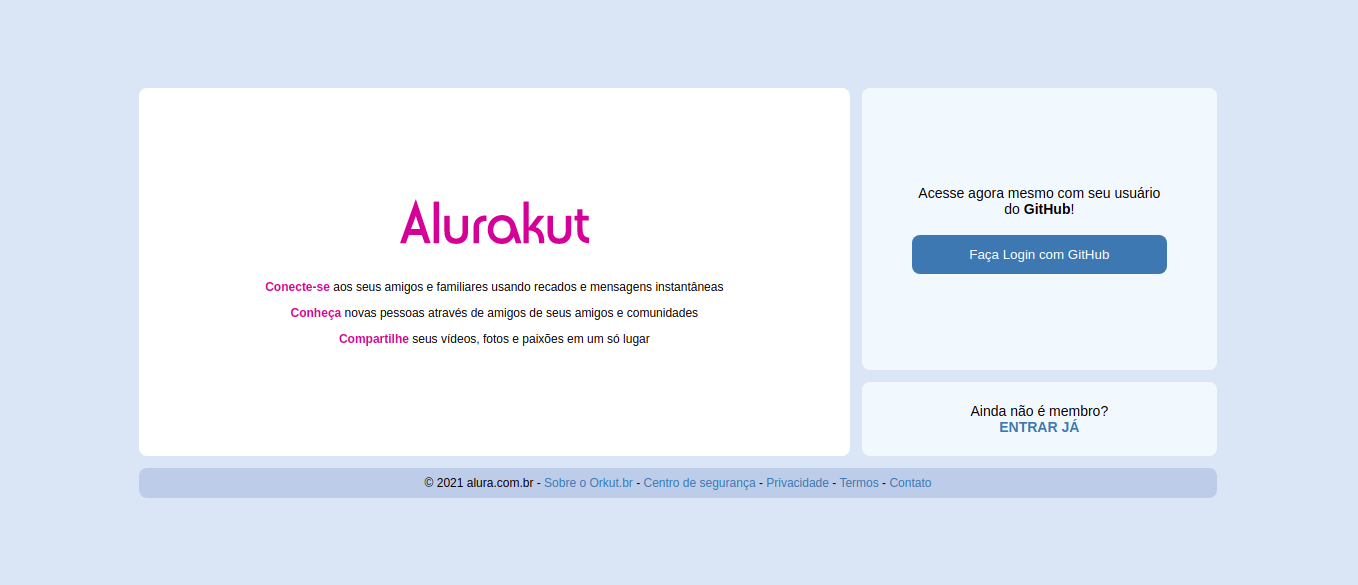 Alurakut
Conecte-se aos seus amigos e familiares usando recados e mensagens instantâneas
Conheça novas pessoas através de amigos de seus amigos e comunidades
Compartilhe seus vídeos, fotos e paixões em um só lugar
Acesse agora mesmo com seu usuário
do GitHub!
Faça Login com GitHub
Ainda não é membro?
ENTRAR JÁ
© 2021 alura.com.br - Sobre o Orkut.br - Centro de segurança - Privacidade - Termos - Contato